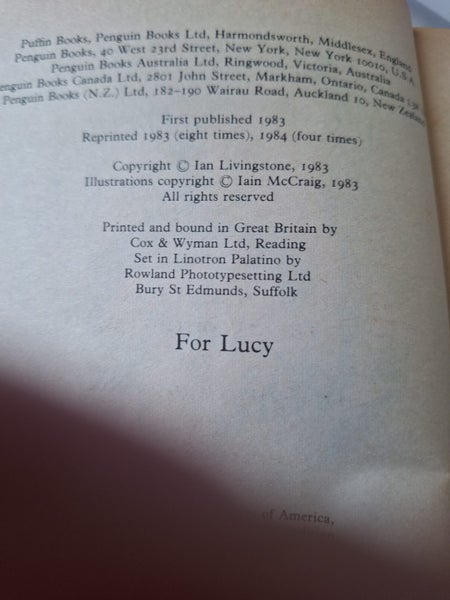 Puffin Books, Penguin Books Ltd, Harmondsworth, Middlesex, England
Penguin Books, 40 West 23rd Street, New York, New York 10010, U.S.A.
Penguin Books Australia Ltd, Ringwood, Victoria, Australia
Penguin Books Canada Ltd, 2801 John Street, Markham, Ontario, Canada
Penguin Books (N.Z.) Ltd, 182–190 Wairau Road, Auckland 10, New Zealand
First published 1983
Reprinted 1983 (eight times), 1984 (four times)
Copyright © Ian Livingstone, 1983
Illustrations copyright © Iain McCraig, 1983
All rights reserved
Printed and bound in Great Britain by
Cox & Wyman Ltd, Reading
Set in Linotron Palatino by
Rowland Phototypesetting Ltd
Bury St Edmunds, Suffolk
For Lucy
of America,